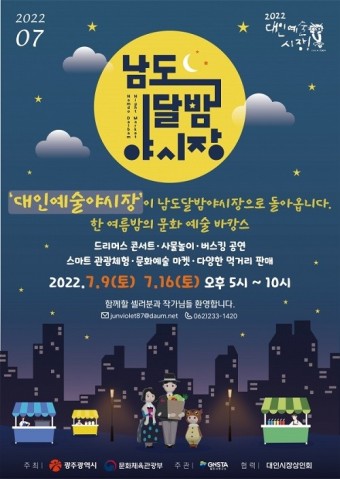 2022
07
2022
대인예술
시장!
남도
달밤
야시장
Night Market
Namdo Dalbam
'대인예술야시장'이 남도달밤야시장으로 돌아옵니다.
한 여름밤의 문화 예술 바캉스
드리머스 콘서트·사물놀이·버스킹 공연
스마트 관광체험·문화예술 마켓·다양한 먹거리 판매
2022.7.9(토) 7.16(토) 오후 5시 ~ 10시
함께할 셀러분과 작가님들 환영합니다.
junviolet87@daum.net (062)233-1420
주최 | 광주광역시 문화체육관광부 주관 | GNSTA 협력 | 대인시장상인회